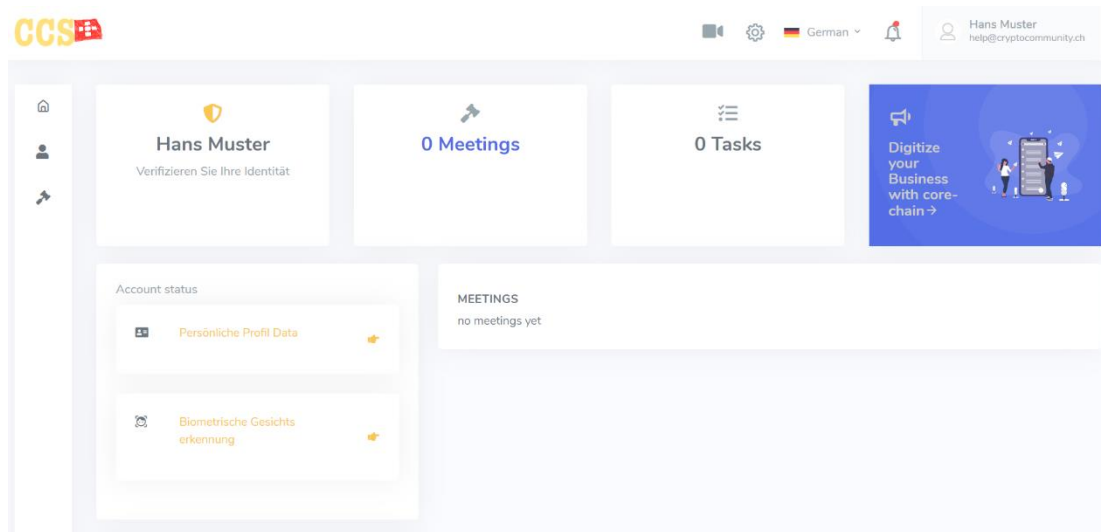 CCS
German
Hans Muster
help@cryptocommunity.ch
Hans Muster
Verifizieren Sie Ihre Identität
0 Meetings
0 Tasks
Digitize
your
Business
with core-
chain →
Account status
Persönliche Profil Data
Biometrische Gesichts
erkennung
MEETINGS
no meetings yet